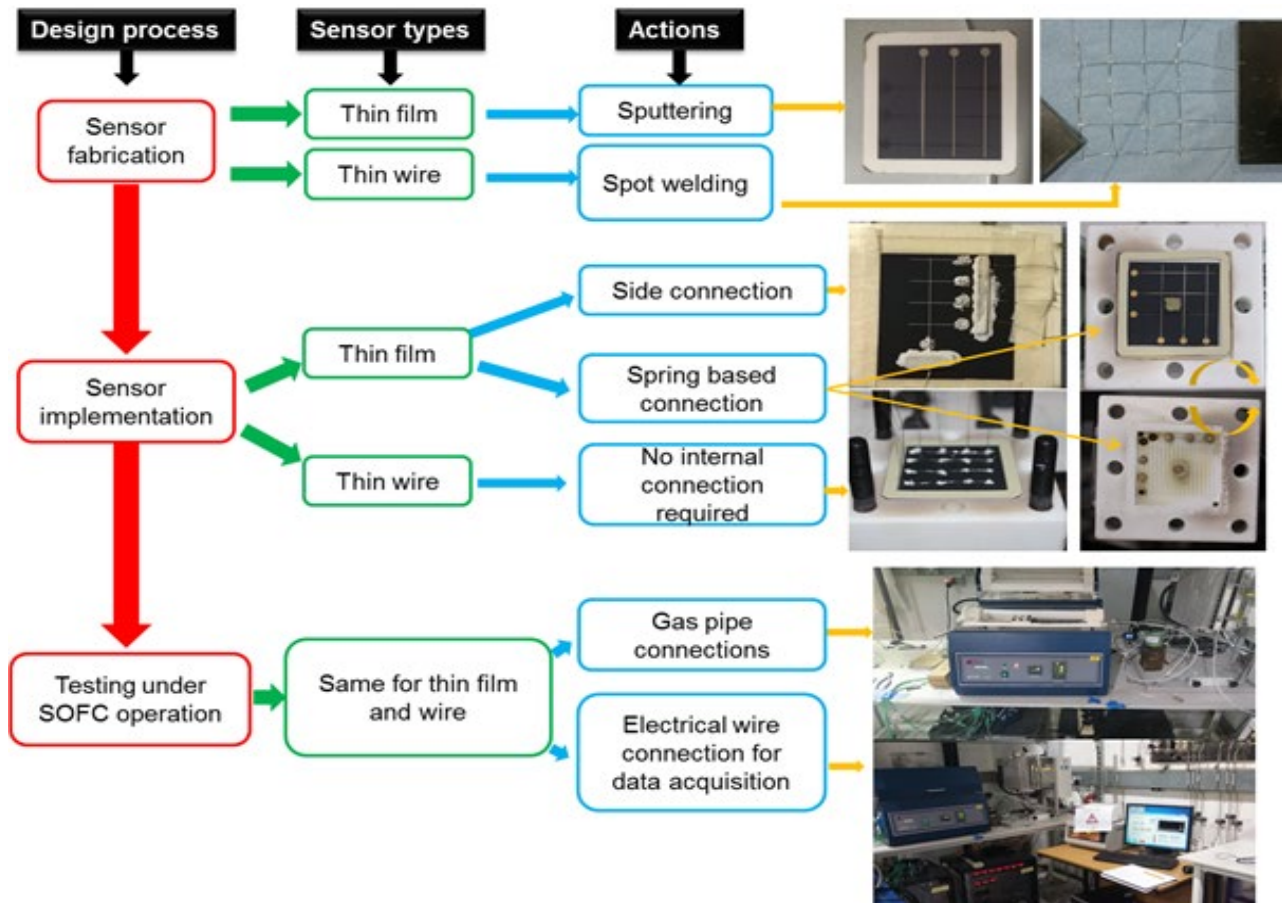 Design process
Sensor types
Actions
Sensor
fabrication
Thin film
Sputtering
Thin wire
Spot welding
Sensor
implementation
Thin film
Side connection
Spring based
connection
Thin wire
No internal
connection
required
Testing under
SOFC operation
Same for thin film
and wire
Gas pipe
connections
Electrical wire
connection for
data acquisition